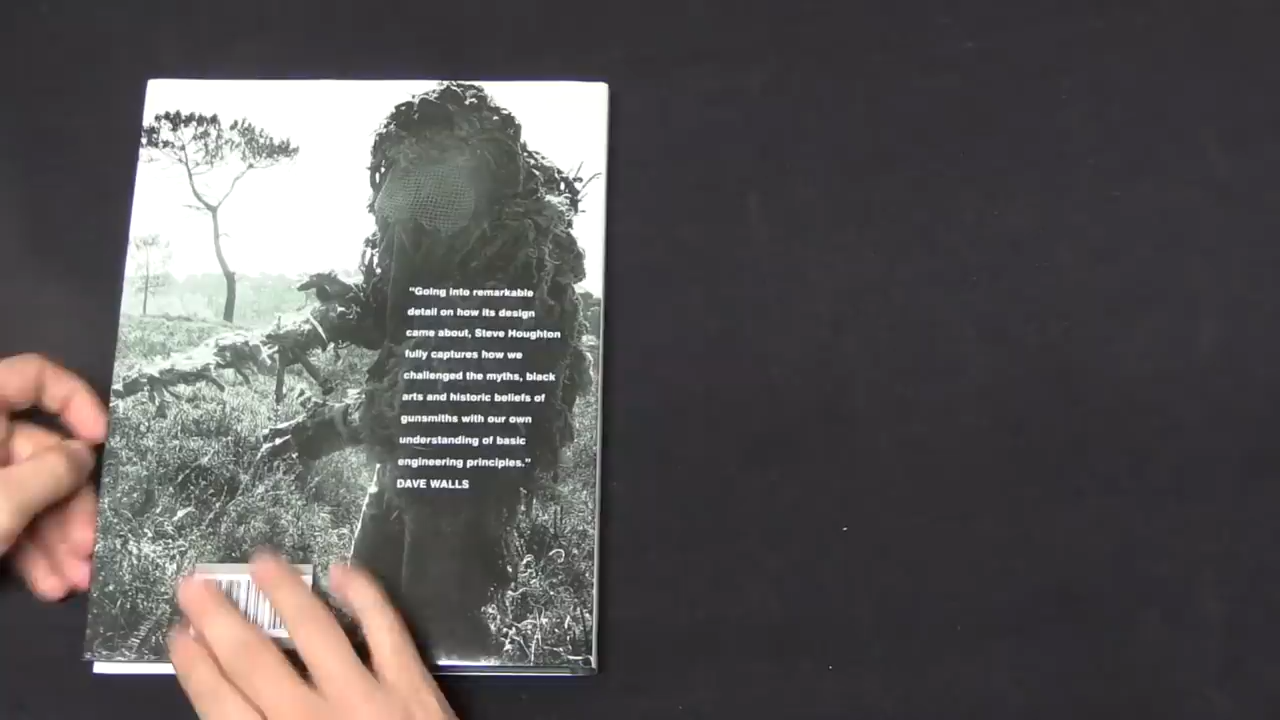 "Going into remarkable
detail on how its design
came about, Steve Houghton
fully captures how we
challenged the myths, black
arts and historic beliefs of
gunsmiths with our own
understanding of basic
engineering principles."
DAVE WALLS